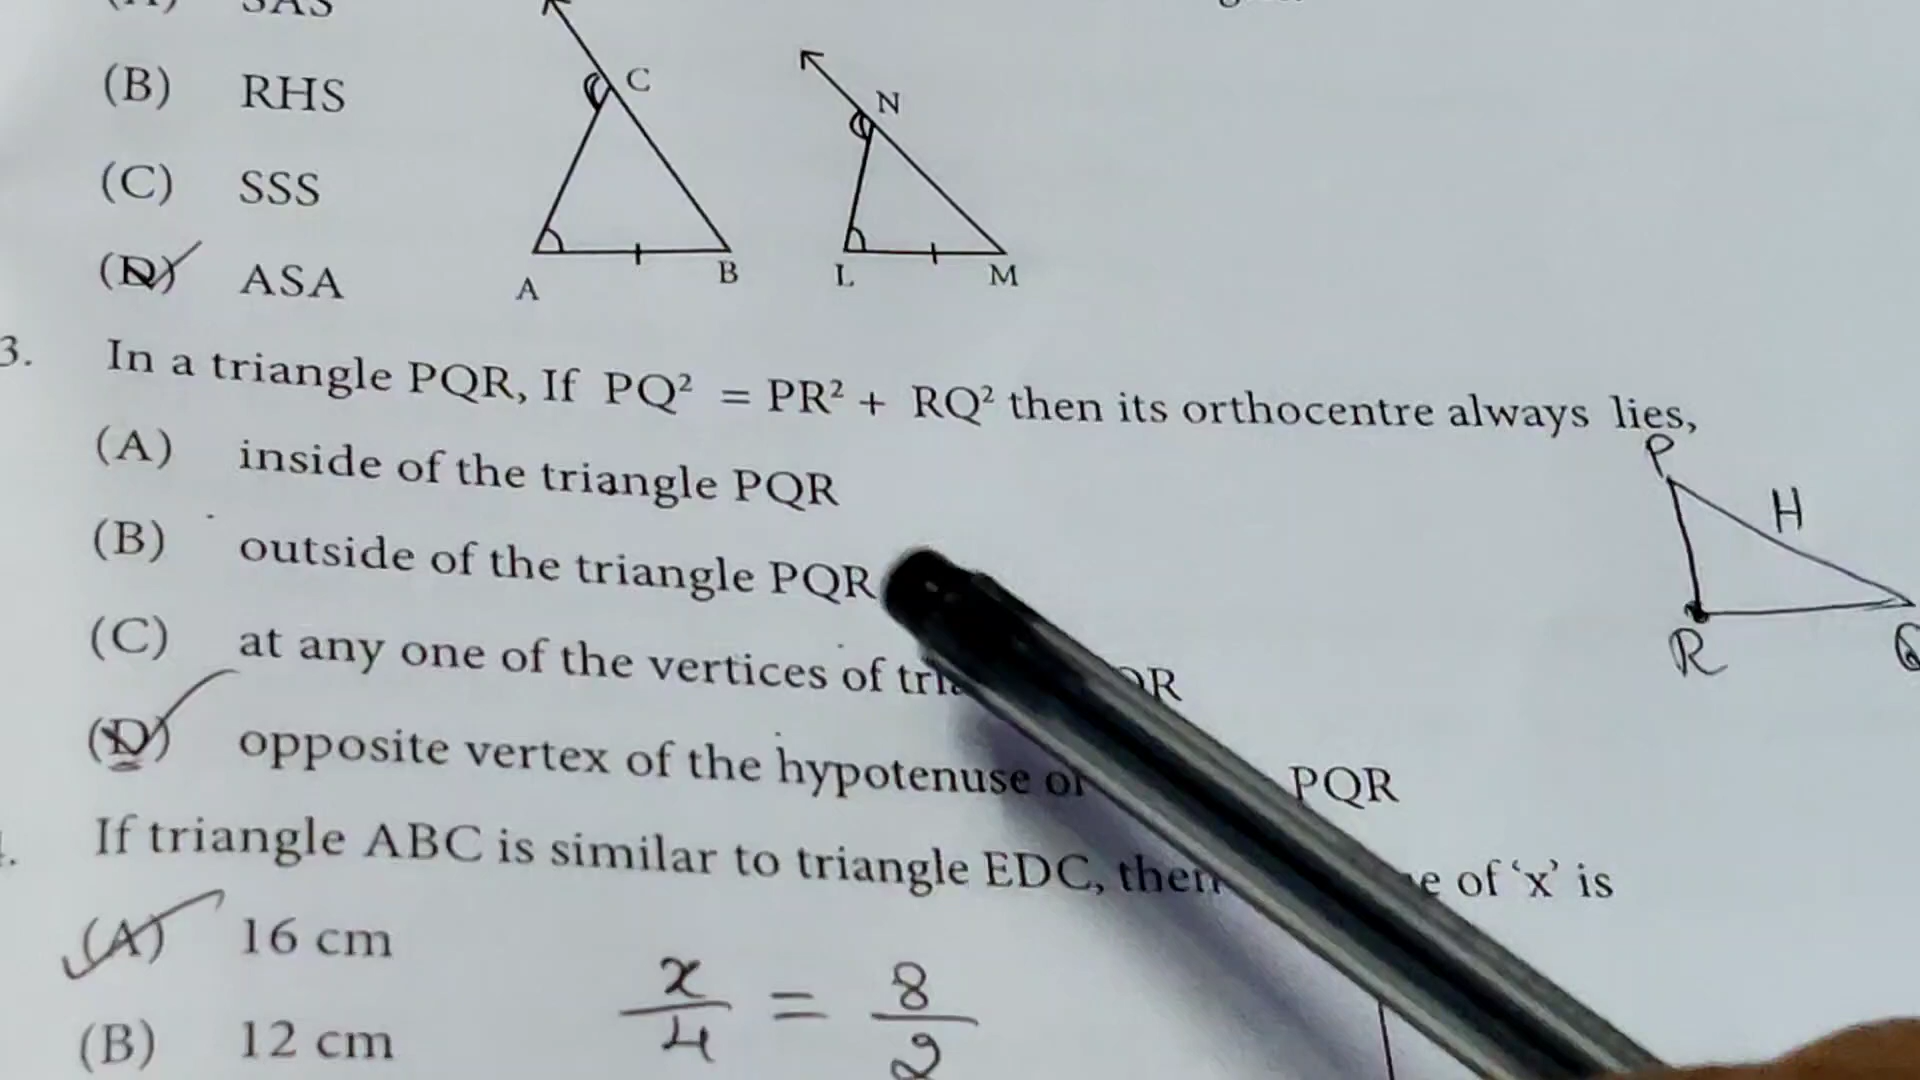 SAS
(B) RHS
(C) SSS
(D) ASA
C
A
B
N
L
M
3. In a triangle PQR, If PQ² = PR² + RQ² then its orthocentre always lies,
(A) inside of the triangle PQR
(B) outside of the triangle PQR
(C) at any one of the vertices of
(D) opposite vertex of the hypotenuse PQR
P
H
R
Q
If triangle ABC is similar to triangle EDC, then of ‘x’ is
(A) 16 cm
(B) 12 cm
x/4 = 8/2